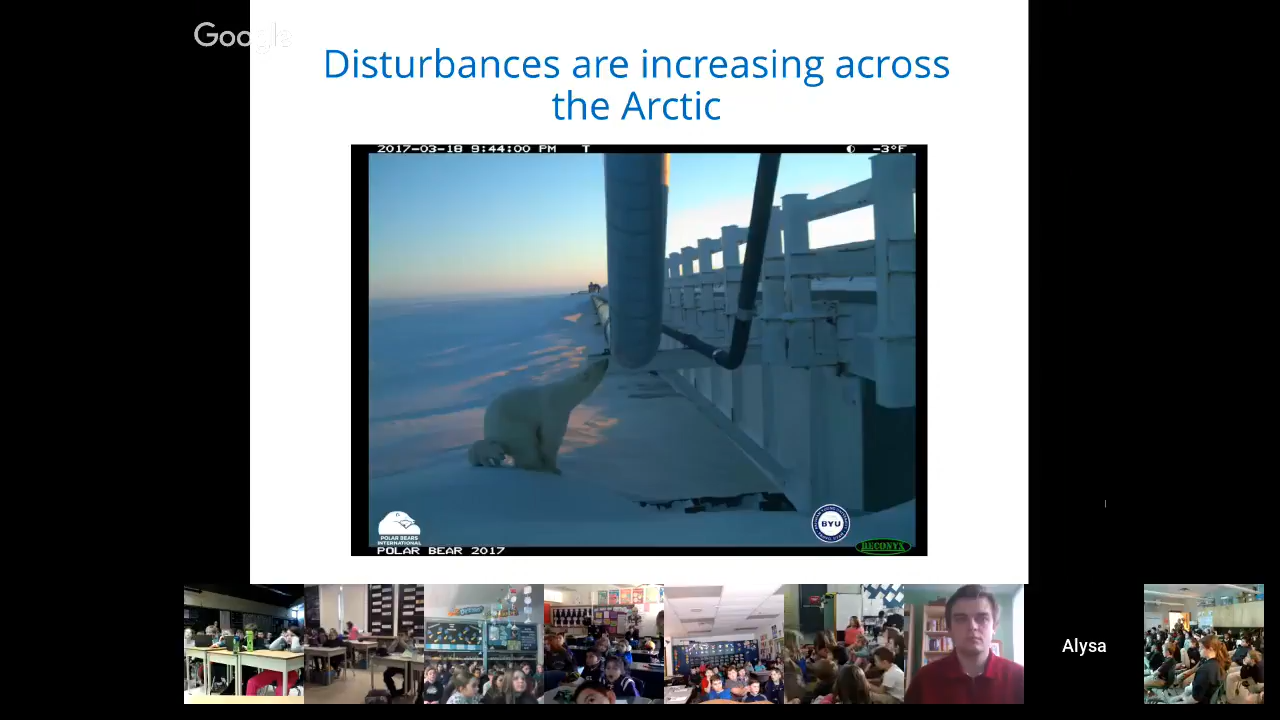 Google
Disturbances are increasing across
the Arctic
2017-03-18 9:44:00 PM T -3°F
POLAR BEARS
INTERNATIONAL
BYU
RECONYX
POLAR BEAR 2017
Alysa